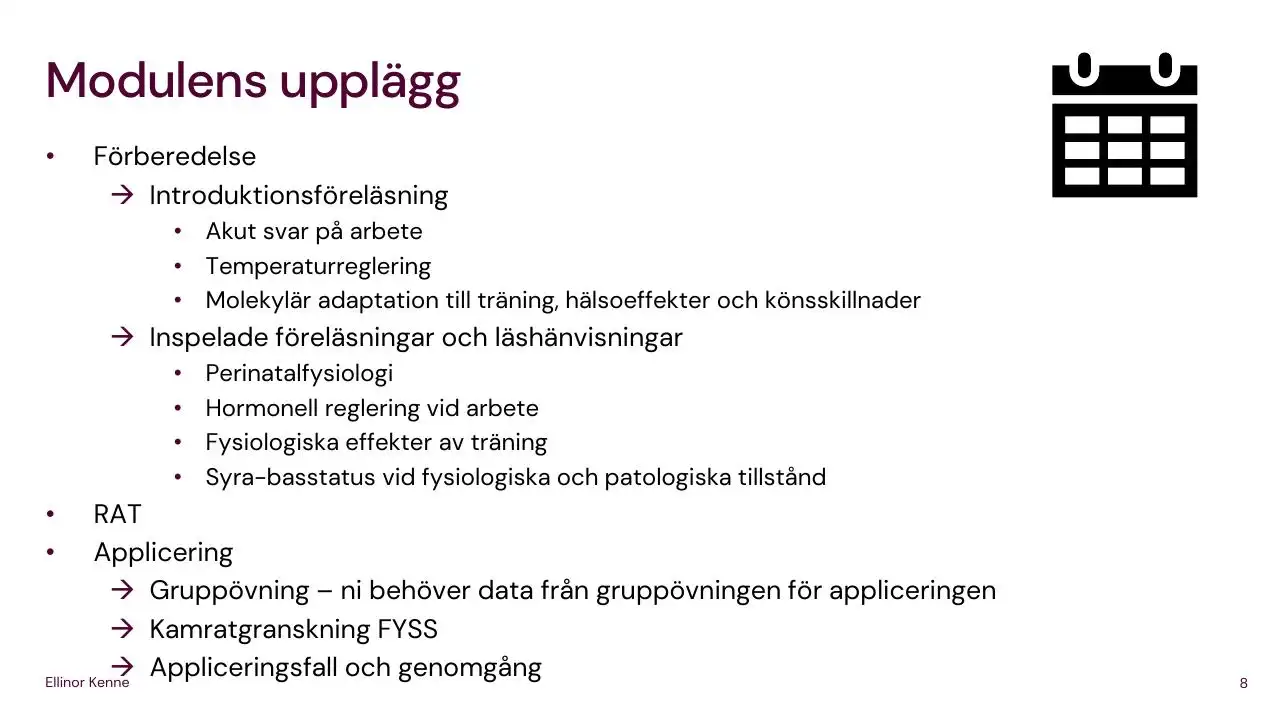 Modulens upplägg
• Förberedelse
→ Introduktionsföreläsning
• Akut svar på arbete
• Temperaturreglering
• Molekylär adaptation till träning, hälsoeffekter och könsskillnader
→ Inspelade föreläsningar och läshänvisningar
• Perinatalfysiologi
• Hormonell reglering vid arbete
• Fysiologiska effekter av träning
• Syra-basstatus vid fysiologiska och patologiska tillstånd
• RAT
• Applicering
→ Gruppövning – ni behöver data från gruppövningen för appliceringen
→ Kamratgranskning FYSS
→ Appliceringsfall och genomgång
Ellinor Kenne
8